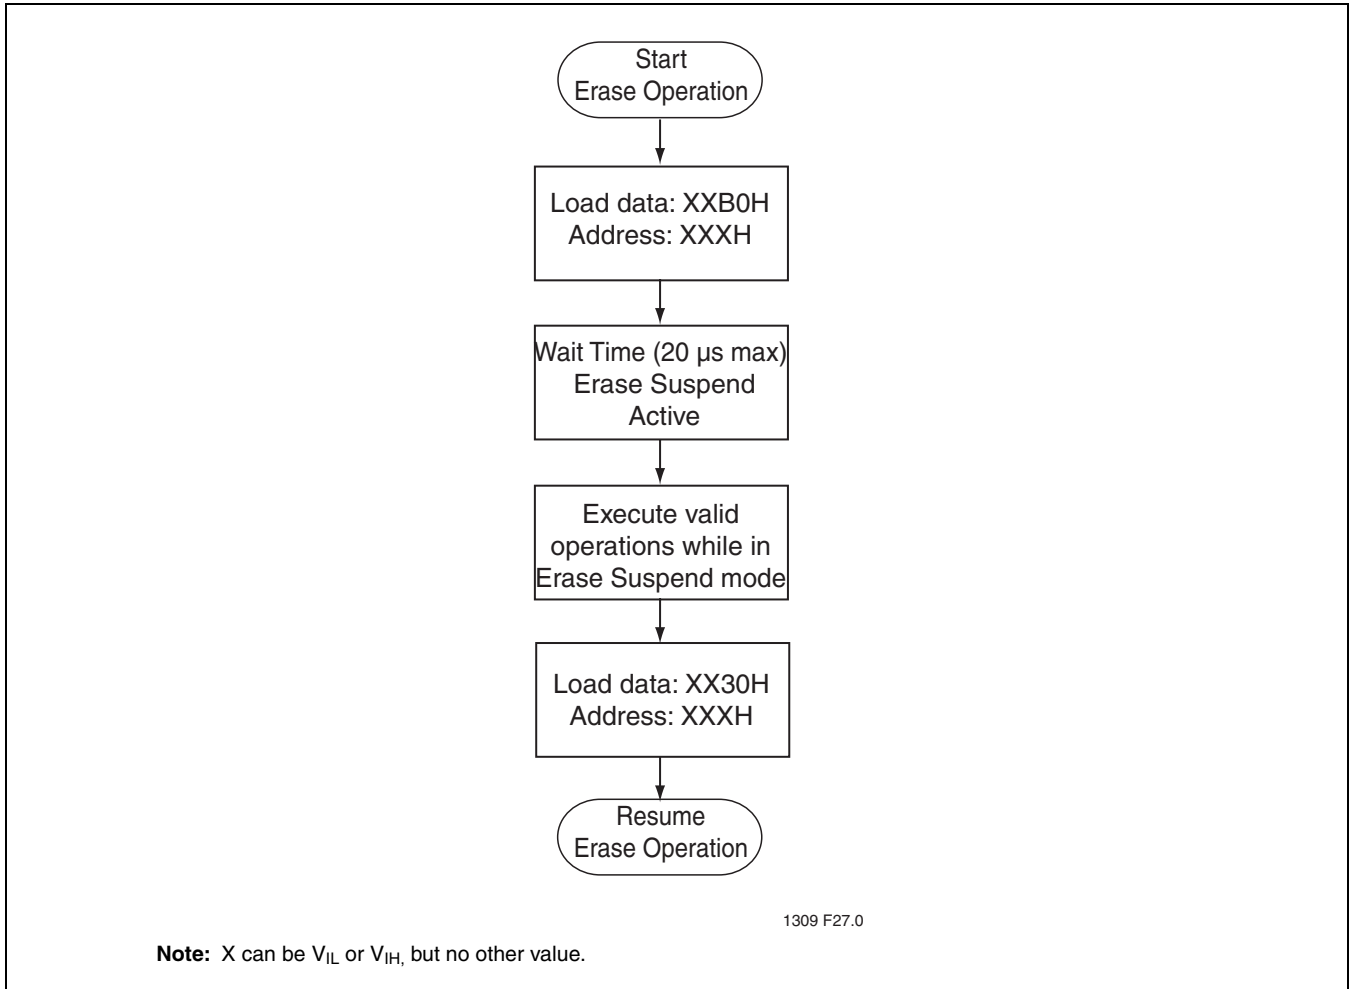 Start
Erase Operation
Load data: XXB0H
Address: XXXH
Wait Time (20 µs max)
Erase Suspend
Active
Execute valid
operations while in
Erase Suspend mode
Load data: XX30H
Address: XXXH
Resume
Erase Operation
1309 F27.0
Note: X can be VIL or VIH, but no other value.